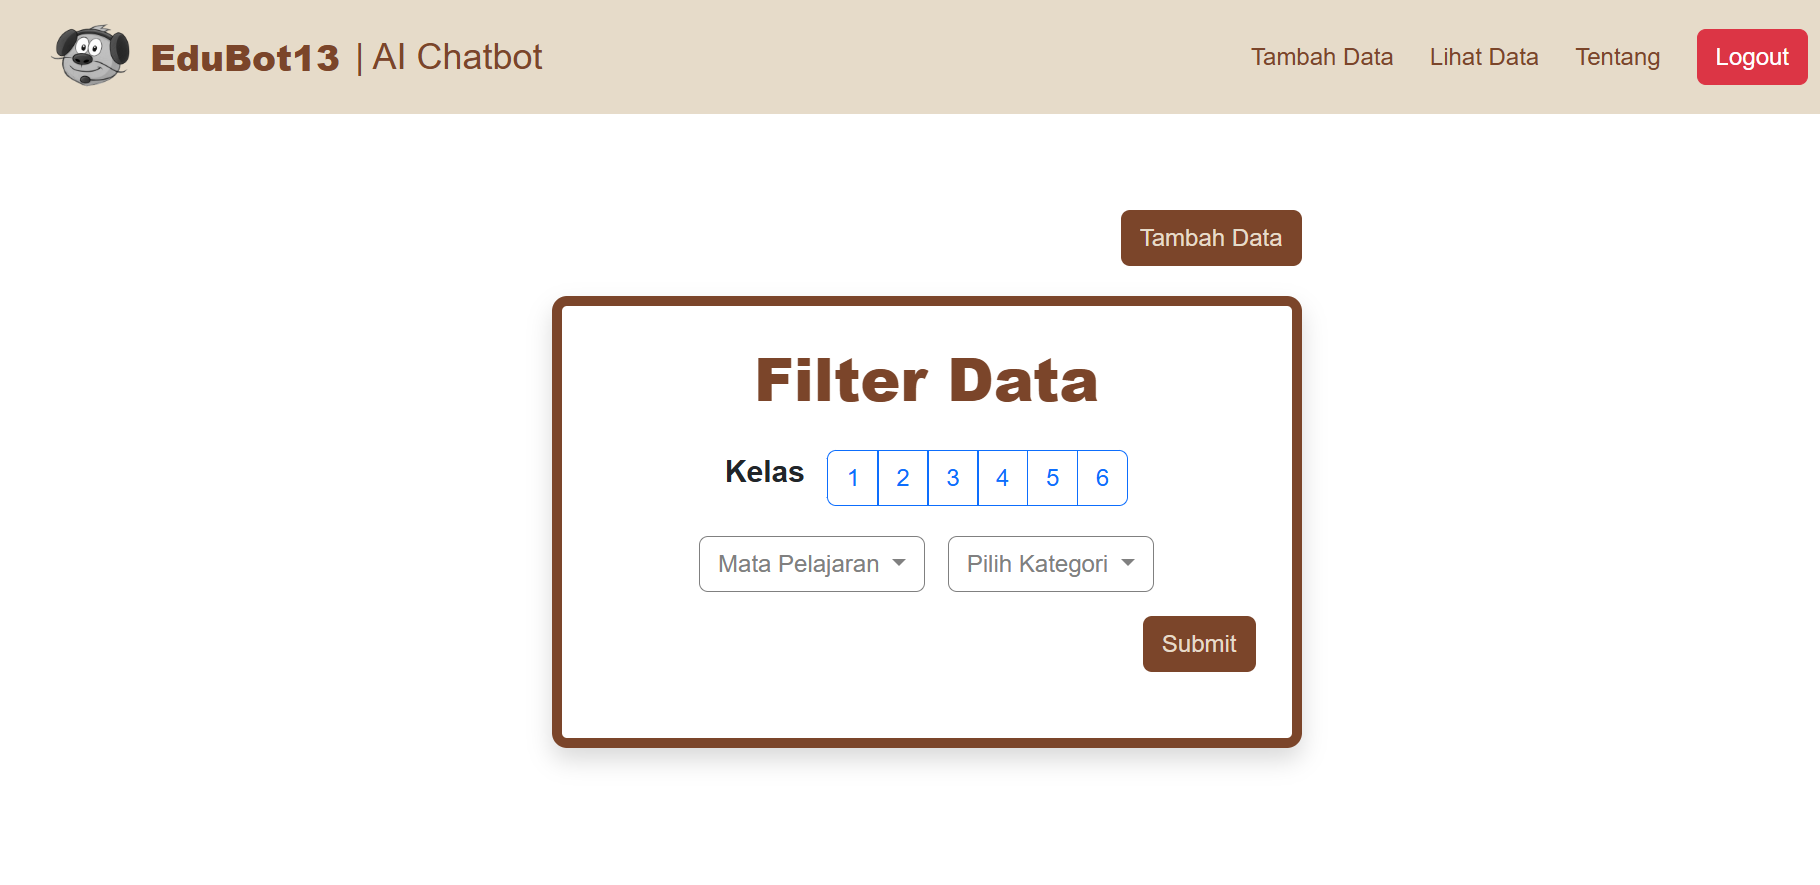 EduBot13 | AI Chatbot
Tambah Data
Lihat Data
Tentang
Logout
Tambah Data
Filter Data
Kelas 1 2 3 4 5 6
Mata Pelajaran
Pilih Kategori
Submit